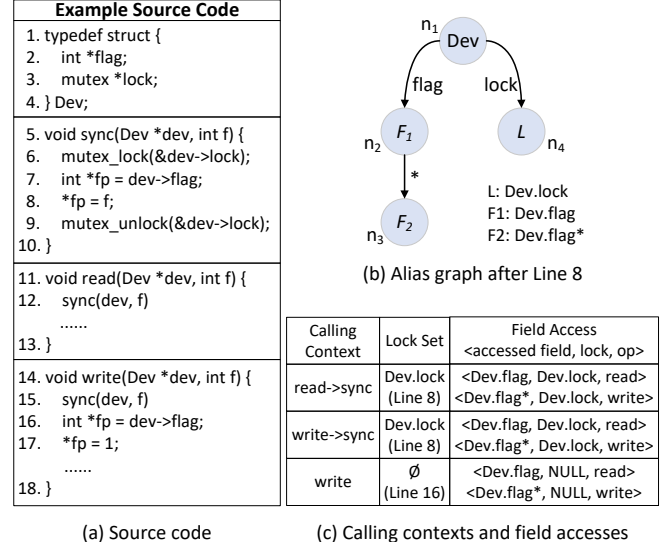 Example Source Code
1. typedef struct {
2. int *flag;
3. mutex *lock;
4. } Dev;
5. void sync(Dev *dev, int f) {
6. mutex_lock(&dev->lock);
7. int *fp = dev->flag;
8. *fp = f;
9. mutex_unlock(&dev->lock);
10. }
11. void read(Dev *dev, int f) {
12. sync(dev, f)
......
13. }
14. void write(Dev *dev, int f) {
15. sync(dev, f)
16. int *fp = dev->flag;
17. *fp = 1;
......
18. }
(a) Source code
n1
Dev
flag
lock
F1
n2
L
n4
*
F2
n3
L: Dev.lock
F1: Dev.flag
F2: Dev.flag*
(b) Alias graph after Line 8
Calling
Context
Lock Set
Field Access
<accessed field, lock, op>
read->sync
Dev.lock
(Line 8)
<Dev.flag, Dev.lock, read>
<Dev.flag*, Dev.lock, write>
write->sync
Dev.lock
(Line 8)
<Dev.flag, Dev.lock, read>
<Dev.flag*, Dev.lock, write>
write
Ø
(Line 16)
<Dev.flag, NULL, read>
<Dev.flag*, NULL, write>
(c) Calling contexts and field accesses